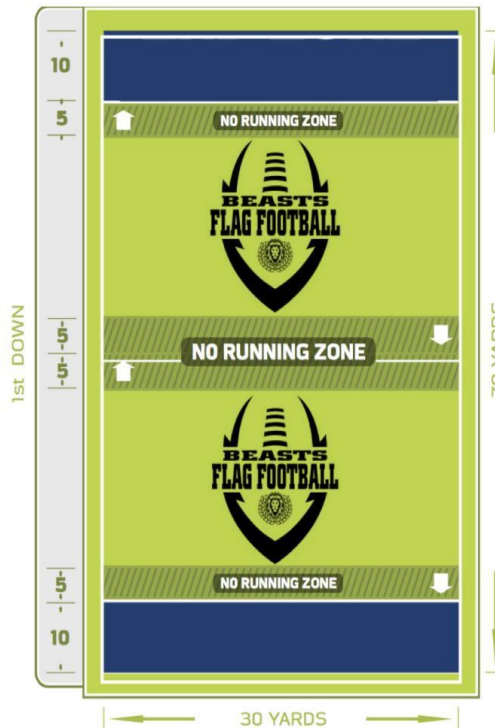 10
5
NO RUNNING ZONE
BEASTS
FLAG FOOTBALL
1st DOWN
5
5
NO RUNNING ZONE
BEASTS
FLAG FOOTBALL
5
NO RUNNING ZONE
10
30 YARDS